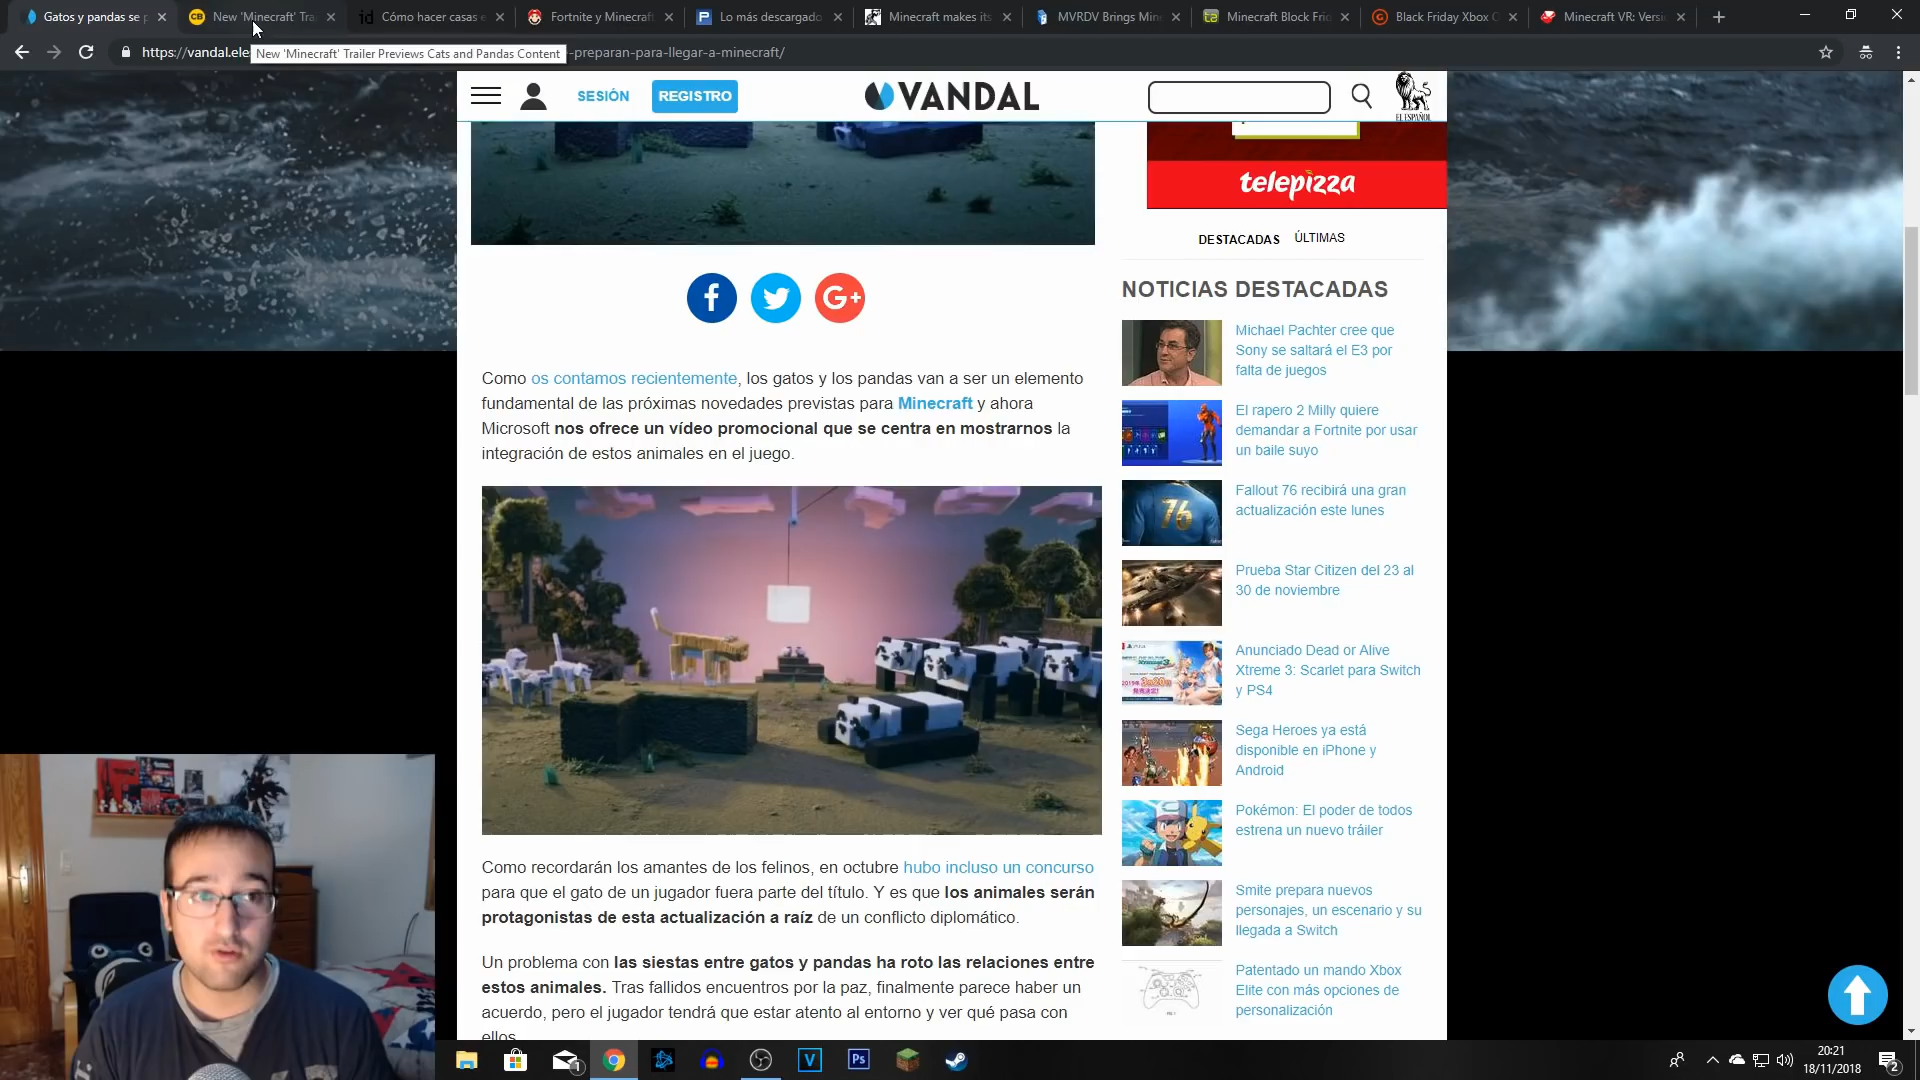 Gatos y pandas se p
New 'Minecraft' Tra
Cómo hacer casas e
Fortnite y Minecraft
Lo más descargado
Minecraft makes its
MVRDV Brings Mine
Minecraft Block Fric
Black Friday Xbox G
Minecraft VR: Versi
https://vandal.ele
-preparan-para-llegar-a-minecraft/
New 'Minecraft' Trailer Previews Cats and Pandas Content
SESIÓN
REGISTRO
VANDAL
EL ESPAÑOL
telepizza
DESTACADAS
ÚLTIMAS
NOTICIAS DESTACADAS
Michael Pachter cree que
Sony se saltará el E3 por
falta de juegos
El rapero 2 Milly quiere
demandar a Fortnite por usar
un baile suyo
Fallout 76 recibirá una gran
actualización este lunes
Prueba Star Citizen del 23 al
30 de noviembre
Anunciado Dead or Alive
Xtreme 3: Scarlet para Switch
y PS4
Sega Heroes ya está
disponible en iPhone y
Android
Pokémon: El poder de todos
estrena un nuevo tráiler
Smite prepara nuevos
personajes, un escenario y su
llegada a Switch
Patentado un mando Xbox
Elite con más opciones de
personalización
Como os contamos recientemente, los gatos y los pandas van a ser un elemento
fundamental de las próximas novedades previstas para Minecraft y ahora
Microsoft nos ofrece un vídeo promocional que se centra en mostrarnos la
integración de estos animales en el juego.
Como recordarán los amantes de los felinos, en octubre hubo incluso un concurso
para que el gato de un jugador fuera parte del título. Y es que los animales serán
protagonistas de esta actualización a raíz de un conflicto diplomático.
Un problema con las siestas entre gatos y pandas ha roto las relaciones entre
estos animales. Tras fallidos encuentros por la paz, finalmente parece haber un
acuerdo, pero el jugador tendrá que estar atento al entorno y ver qué pasa con
ellos.
20:21
18/11/2018